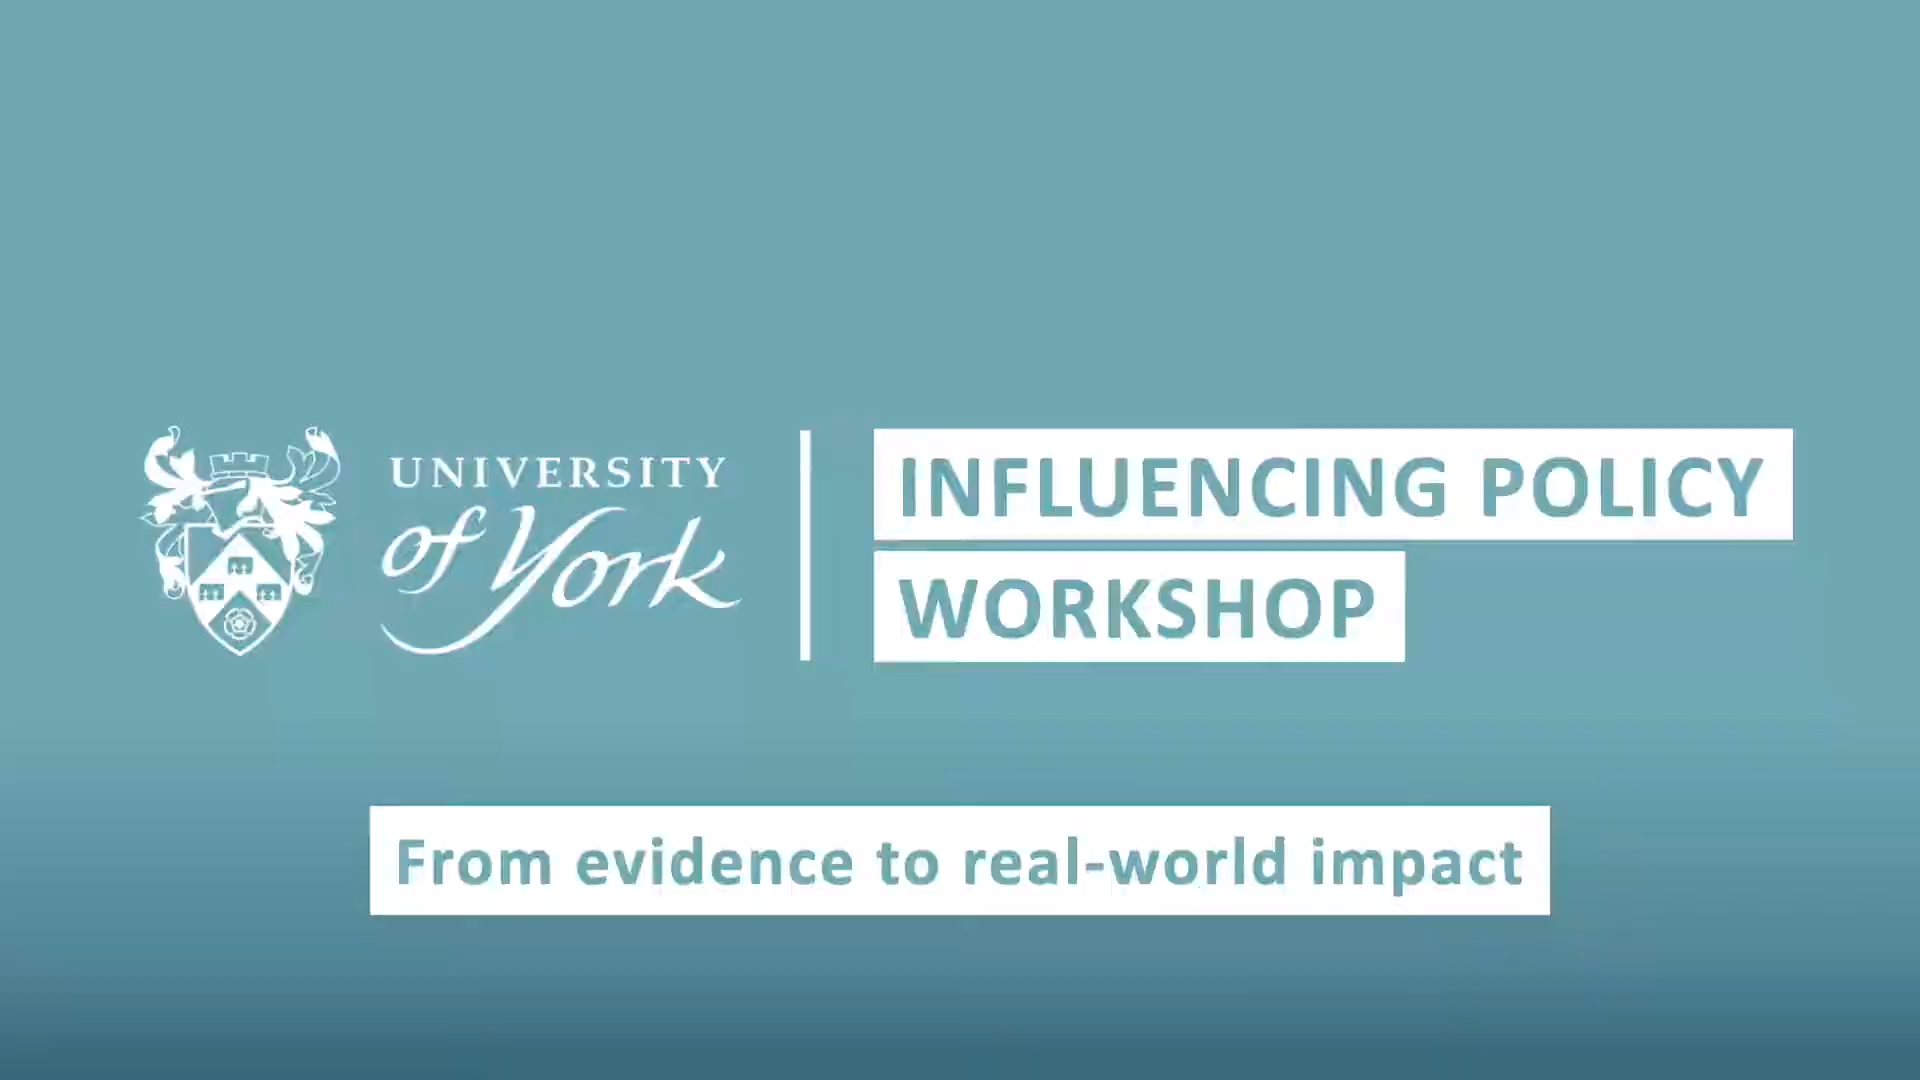 UNIVERSITY
of York
INFLUENCING POLICY
WORKSHOP
From evidence to real-world impact